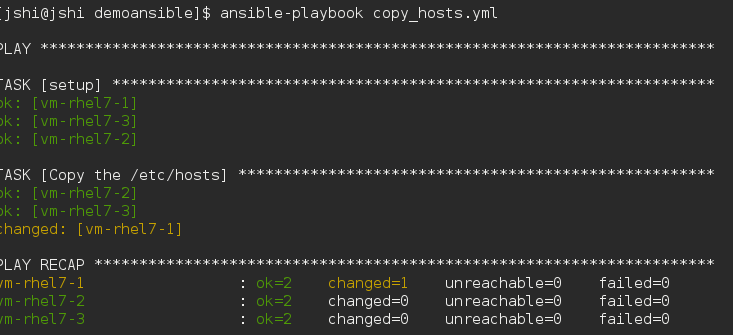 [jshi@jshi demoansible]$ ansible-playbook copy_hosts.yml
PLAY ***************************************************************************
TASK [setup] *******************************************************************
ok: [vm-rhel7-1]
ok: [vm-rhel7-3]
ok: [vm-rhel7-2]
TASK [Copy the /etc/hosts] *****************************************************
ok: [vm-rhel7-2]
ok: [vm-rhel7-3]
changed: [vm-rhel7-1]
PLAY RECAP *********************************************************************
vm-rhel7-1 : ok=2 changed=1 unreachable=0 failed=0
vm-rhel7-2 : ok=2 changed=0 unreachable=0 failed=0
vm-rhel7-3 : ok=2 changed=0 unreachable=0 failed=0